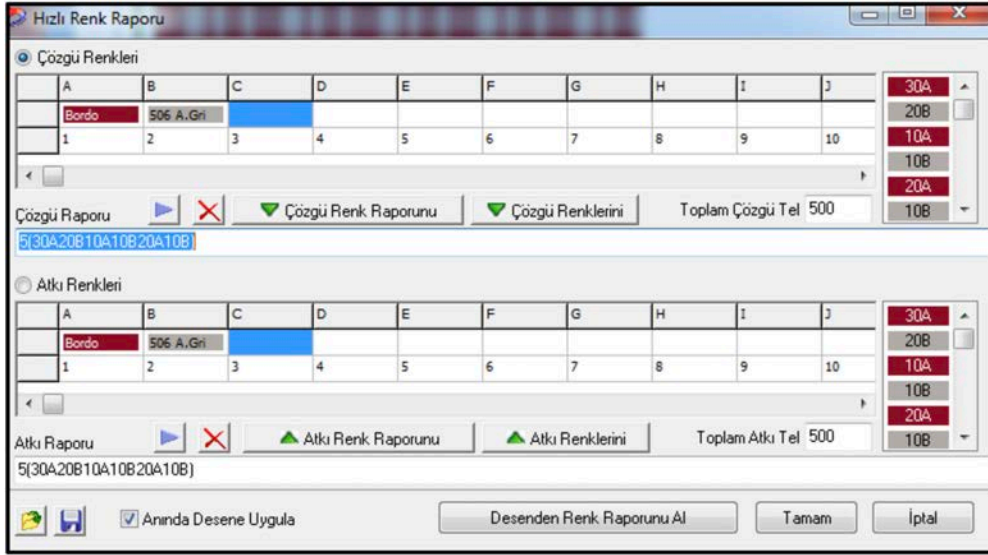 Hızlı Renk Raporu
Çözgü Renkleri
A B C D E F G H I J
Bordo 506 A.Gri
1 2 3 4 5 6 7 8 9 10
30A
20B
10A
10B
20A
10B
Çözgü Raporu Çözgü Renk Raporunu Çözgü Renklerini Toplam Çözgü Tel 500
5(30A20B10A10B20A10B)
Atkı Renkleri
A B C D E F G H I J
Bordo 506 A.Gri
1 2 3 4 5 6 7 8 9 10
30A
20B
10A
10B
20A
10B
Atkı Raporu Atkı Renk Raporunu Atkı Renklerini Toplam Atkı Tel 500
5(30A20B10A10B20A10B)
Anında Desene Uygula Desenden Renk Raporunu Al Tamam İptal